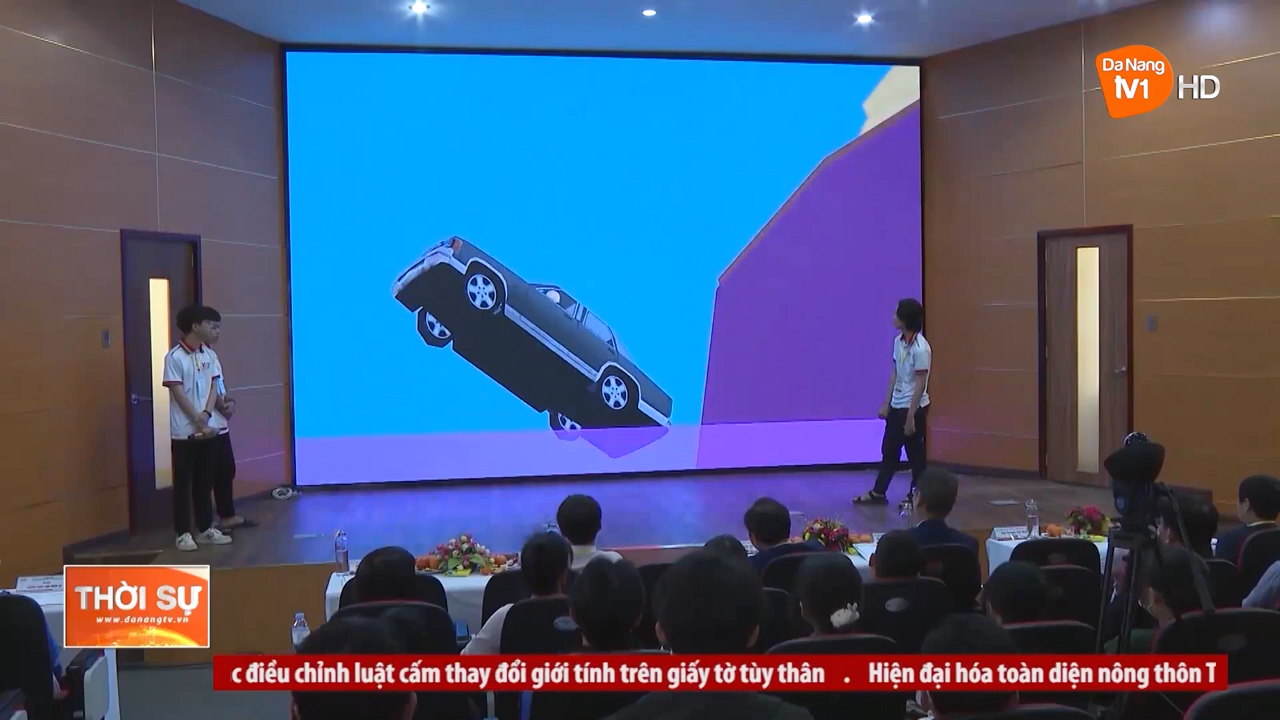 Da Nang
TV1 HD
THỜI SỰ
www.danangtv.vn
c điều chỉnh luật cấm thay đổi giới tính trên giấy tờ tùy thân . Hiện đại hóa toàn diện nông thôn T